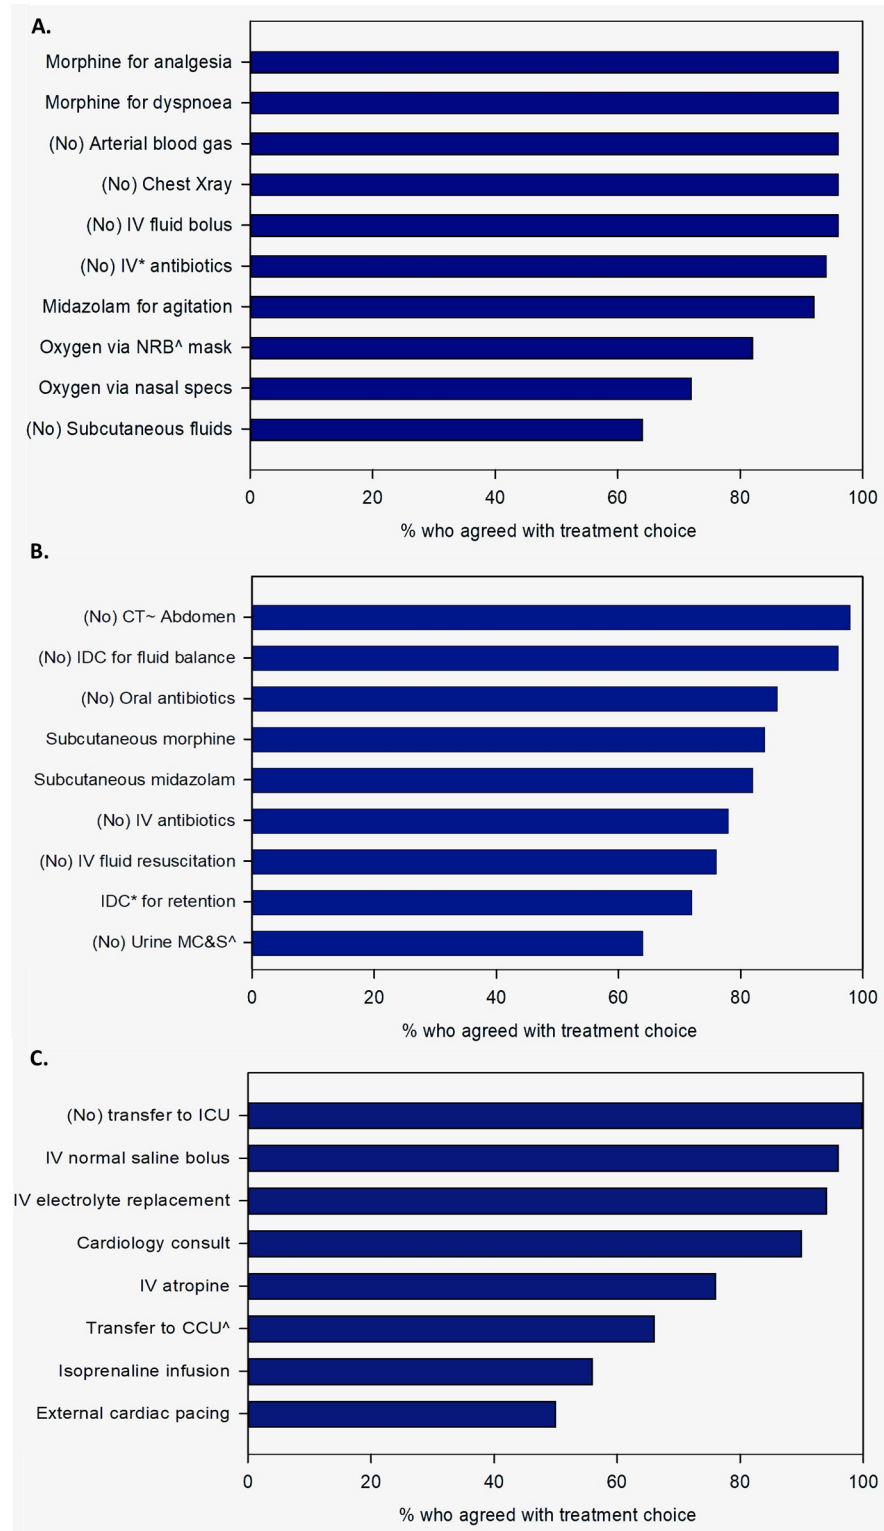 A.
Morphine for analgesia
Morphine for dyspnoea
(No) Arterial blood gas
(No) Chest Xray
(No) IV fluid bolus
(No) IV* antibiotics
Midazolam for agitation
Oxygen via NRB^ mask
Oxygen via nasal specs
(No) Subcutaneous fluids
0 20 40 60 80 100
% who agreed with treatment choice
B.
(No) CT~ Abdomen
(No) IDC for fluid balance
(No) Oral antibiotics
Subcutaneous morphine
Subcutaneous midazolam
(No) IV antibiotics
(No) IV fluid resuscitation
IDC* for retention
(No) Urine MC&S^
0 20 40 60 80 100
% who agreed with treatment choice
C.
(No) transfer to ICU
IV normal saline bolus
IV electrolyte replacement
Cardiology consult
IV atropine
Transfer to CCU^
Isoprenaline infusion
External cardiac pacing
0 20 40 60 80 100
% who agreed with treatment choice